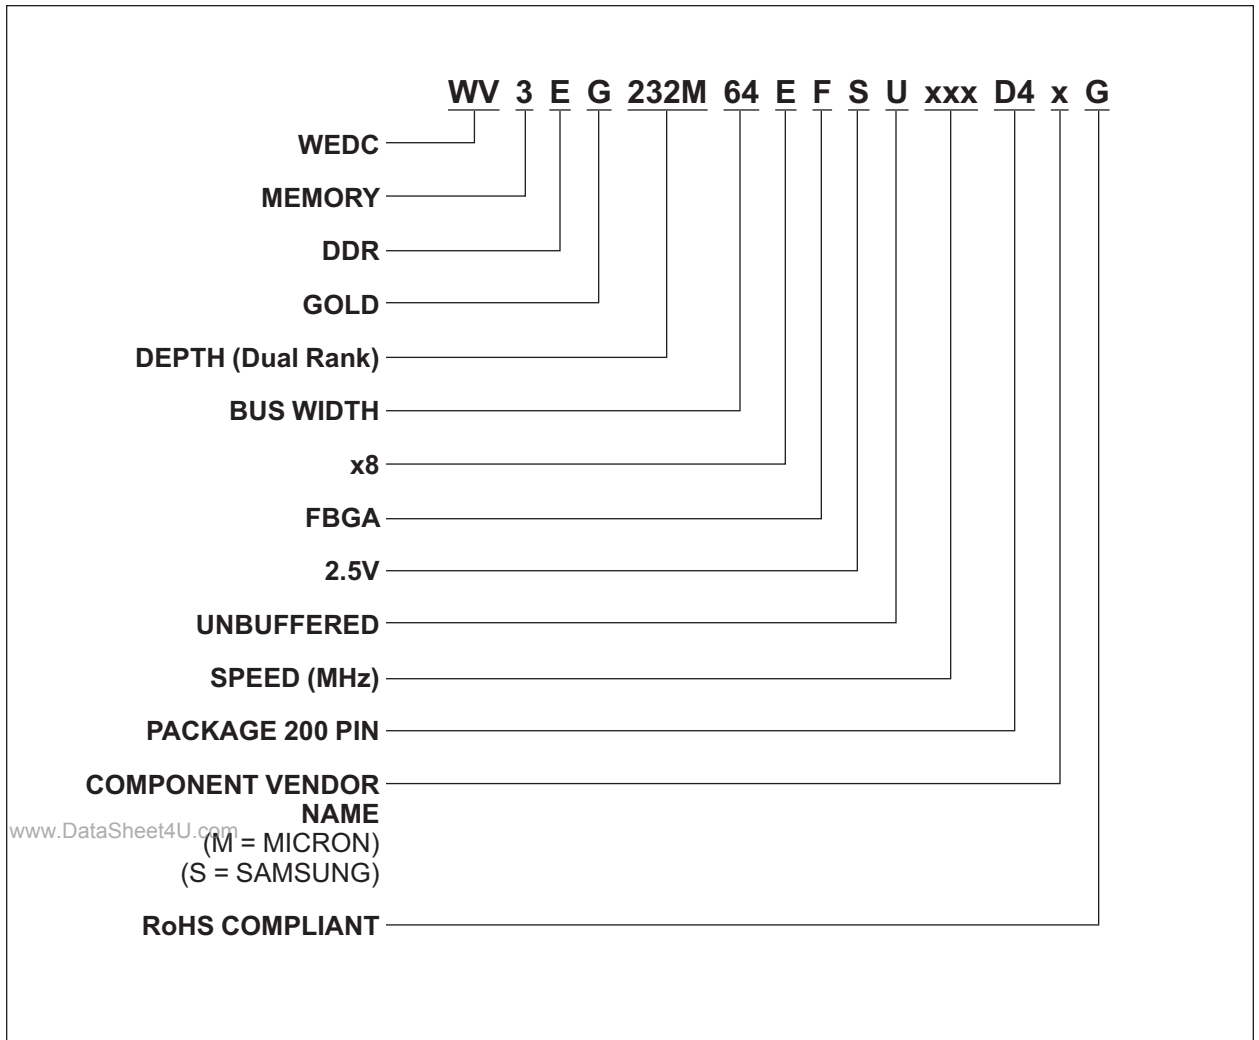 WV 3 E G 232M 64 E F S U xxx D4 x G
WEDC
MEMORY
DDR
GOLD
DEPTH (Dual Rank)
BUS WIDTH
x8
FBGA
2.5V
UNBUFFERED
SPEED (MHz)
PACKAGE 200 PIN
COMPONENT VENDOR
NAME
www.DataSheet4U.com
(M = MICRON)
(S = SAMSUNG)
RoHS COMPLIANT